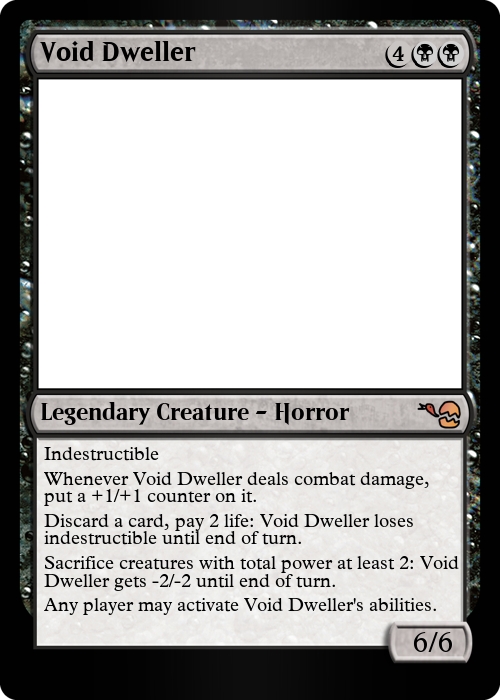 Void Dweller 4
Legendary Creature - Horror
Indestructible
Whenever Void Dweller deals combat damage,
put a +1/+1 counter on it.
Discard a card, pay 2 life: Void Dweller loses
indestructible until end of turn.
Sacrifice creatures with total power at least 2: Void
Dweller gets -2/-2 until end of turn.
Any player may activate Void Dweller's abilities.
6/6